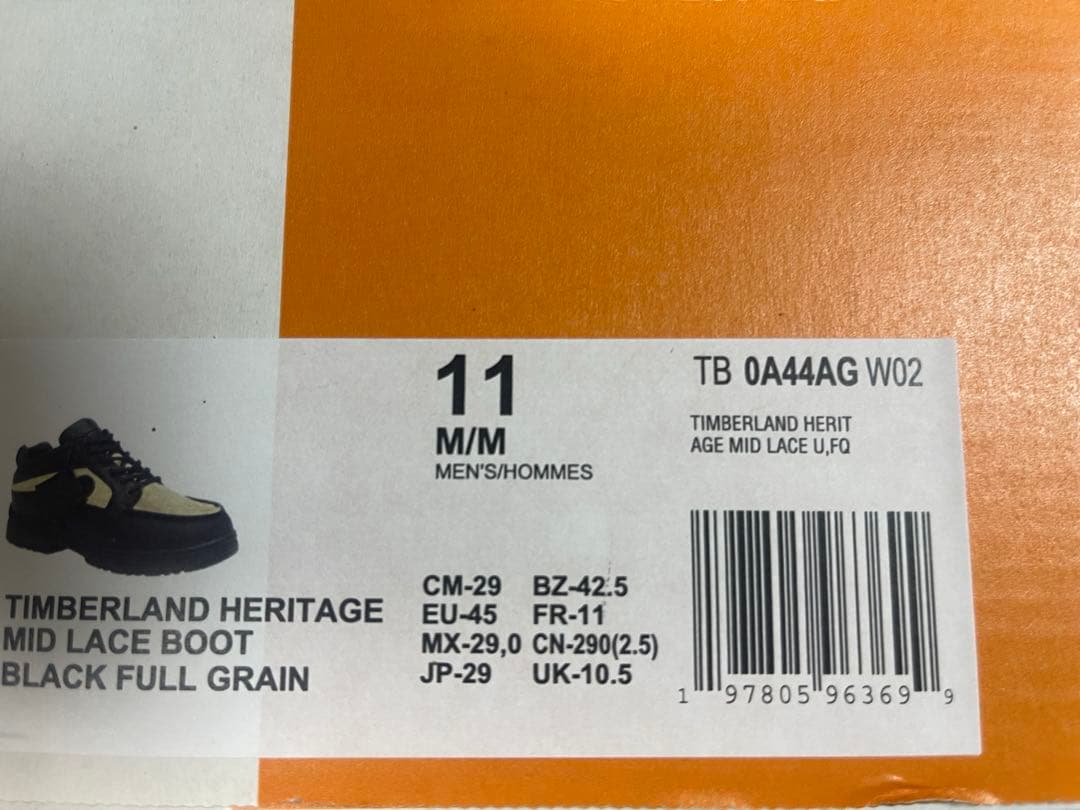 11
M/M
MEN'S/HOMMES
TB 0A44AG W02
TIMBERLAND HERIT
AGE MID LACE U,FQ
TIMBERLAND HERITAGE
MID LACE BOOT
BLACK FULL GRAIN
CM-29 BZ-42.5
EU-45 FR-11
MX-29,0 CN-290(2.5)
JP-29 UK-10.5
1 97805 96369 9